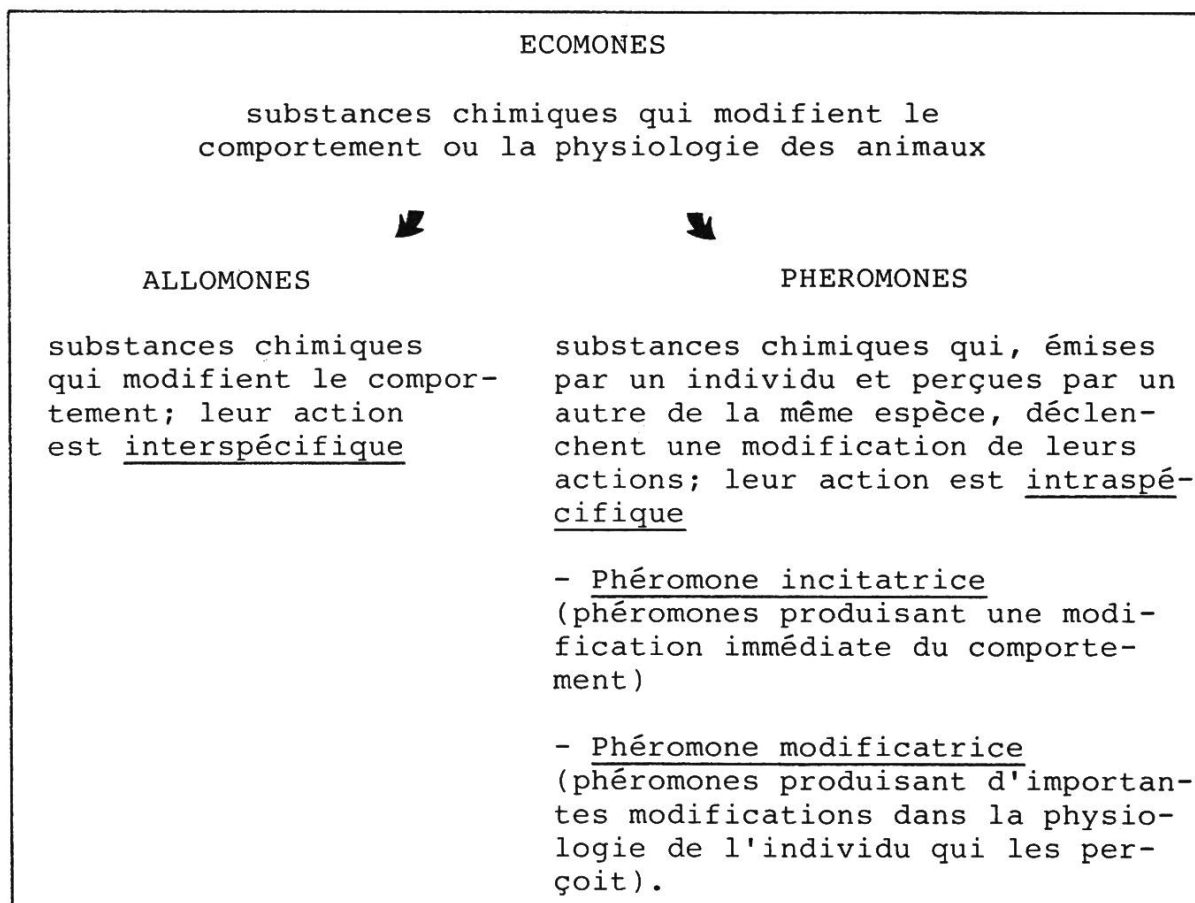 ECOMONES
substances chimiques qui modifient le
comportement ou la physiologie des animaux
ALLOMONES
substances chimiques
qui modifient le compor-
tement; leur action
est interspécifique
PHEROMONES
substances chimiques qui, émises
par un individu et perçues par un
autre de la même espèce, déclen-
chent une modification de leurs
actions; leur action est intraspé-
cifique
- Phéromone incitatrice
(phéromones produisant une modi-
fication immédiate du comporte-
ment)
- Phéromone modificatrice
(phéromones produisant d'importan-
tes modifications dans la physio-
logie de l'individu qui les per-
çoit).